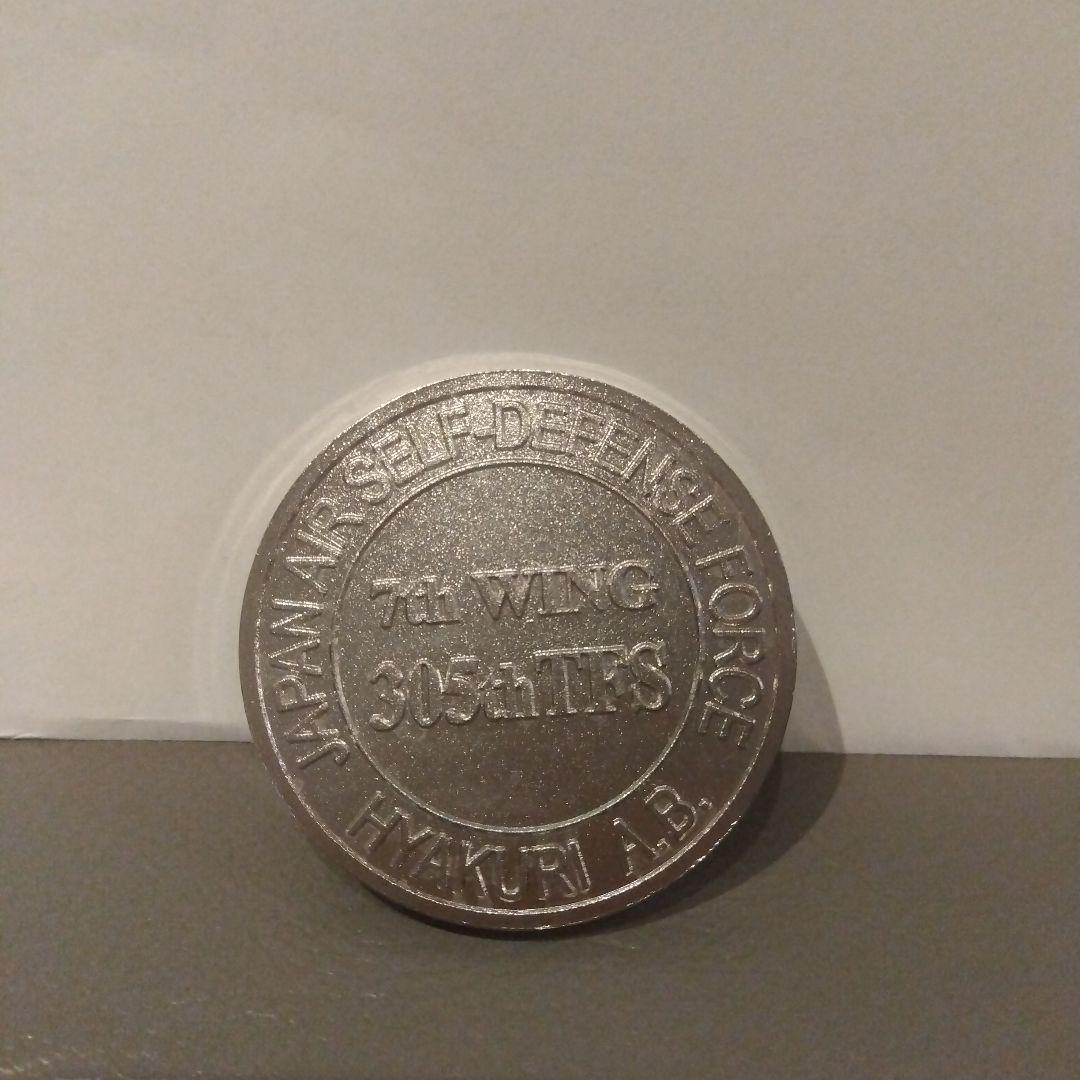 JAPAN AIR SELF-DEFENSE FORCE
7th WING
305th TFS
HYAKURI A.B.